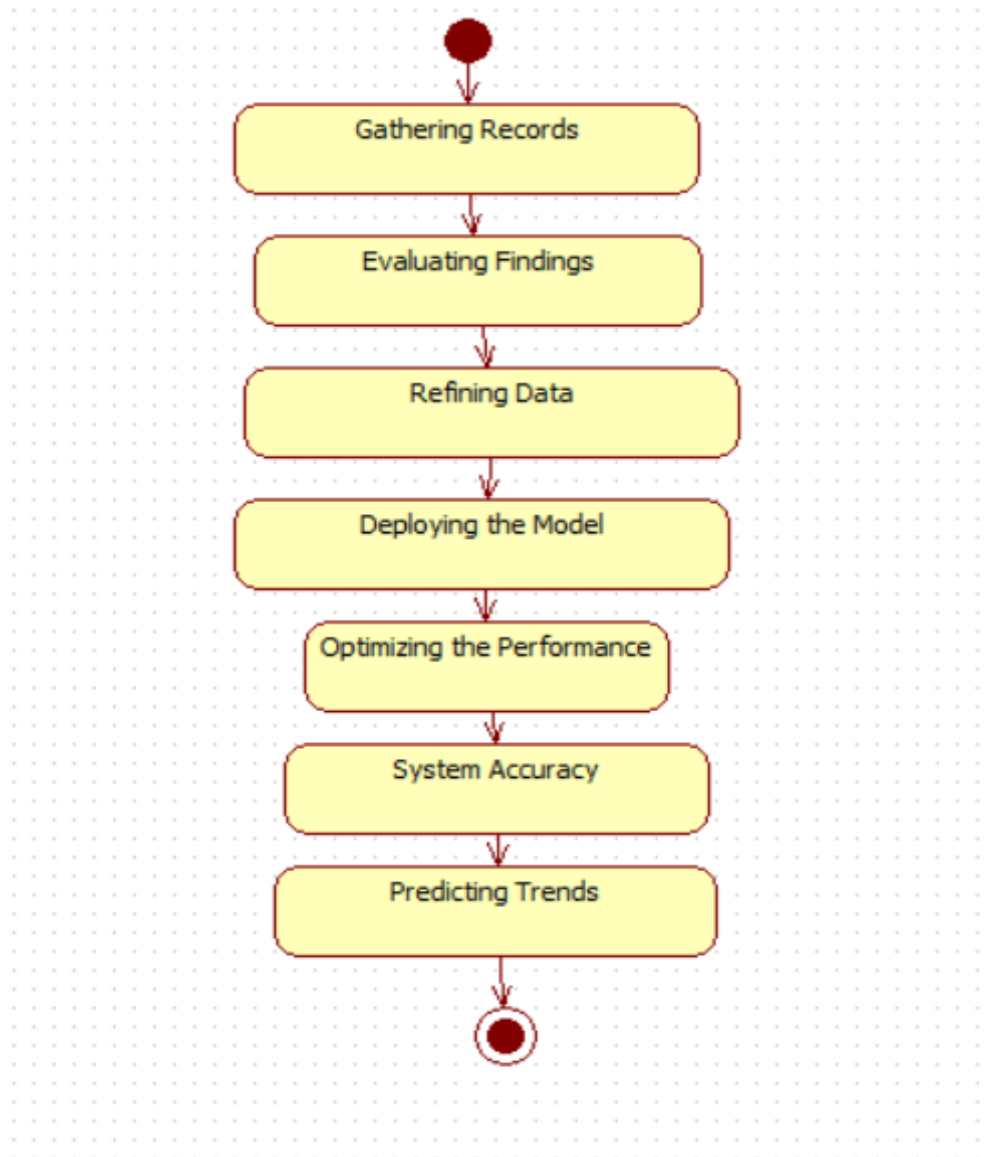 Gathering Records
Evaluating Findings
Refining Data
Deploying the Model
Optimizing the Performance
System Accuracy
Predicting Trends